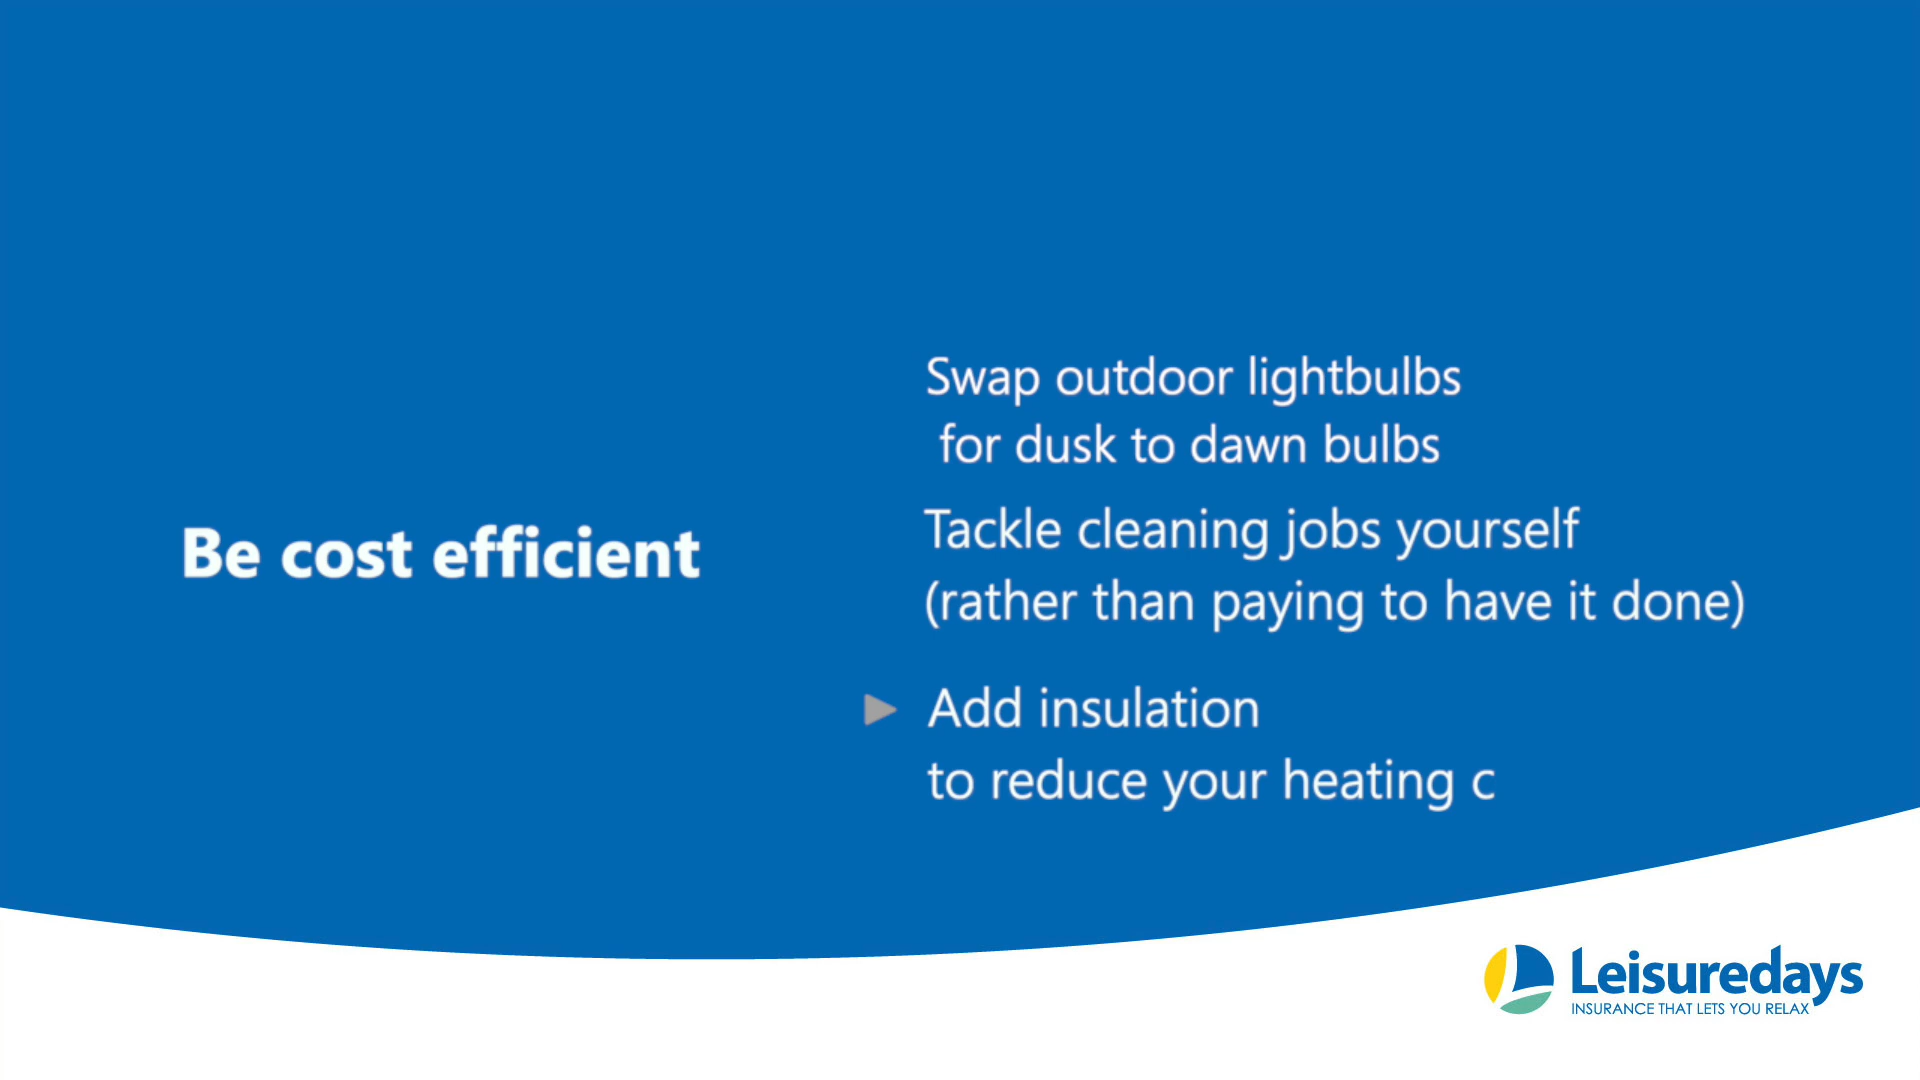 Be cost efficient
Swap outdoor lightbulbs
for dusk to dawn bulbs
Tackle cleaning jobs yourself
(rather than paying to have it done)
Add insulation
to reduce your heating c
Leisuredays
INSURANCE THAT LETS YOU RELAX